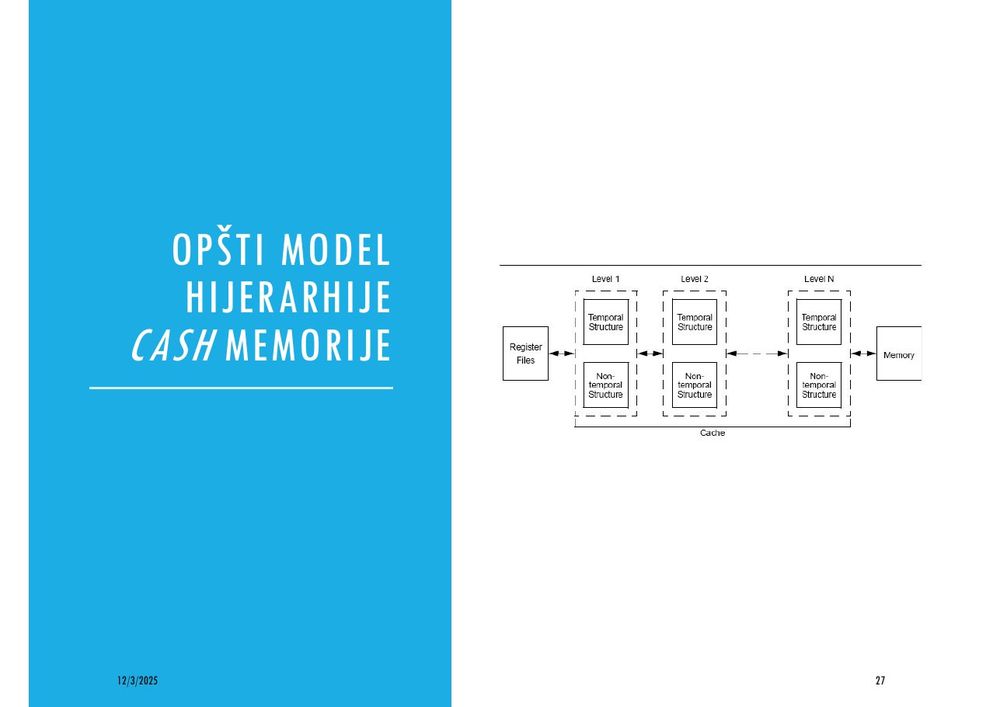 OPŠTI MODEL
HIJERARHIJE
CASH MEMORIJE
Level 1
Level 2
Level N
Temporal
Structure
Temporal
Structure
Temporal
Structure
Register
Files
Memory
Non-
temporal
Structure
Non-
temporal
Structure
Non-
temporal
Structure
Cache
12/3/2025
27